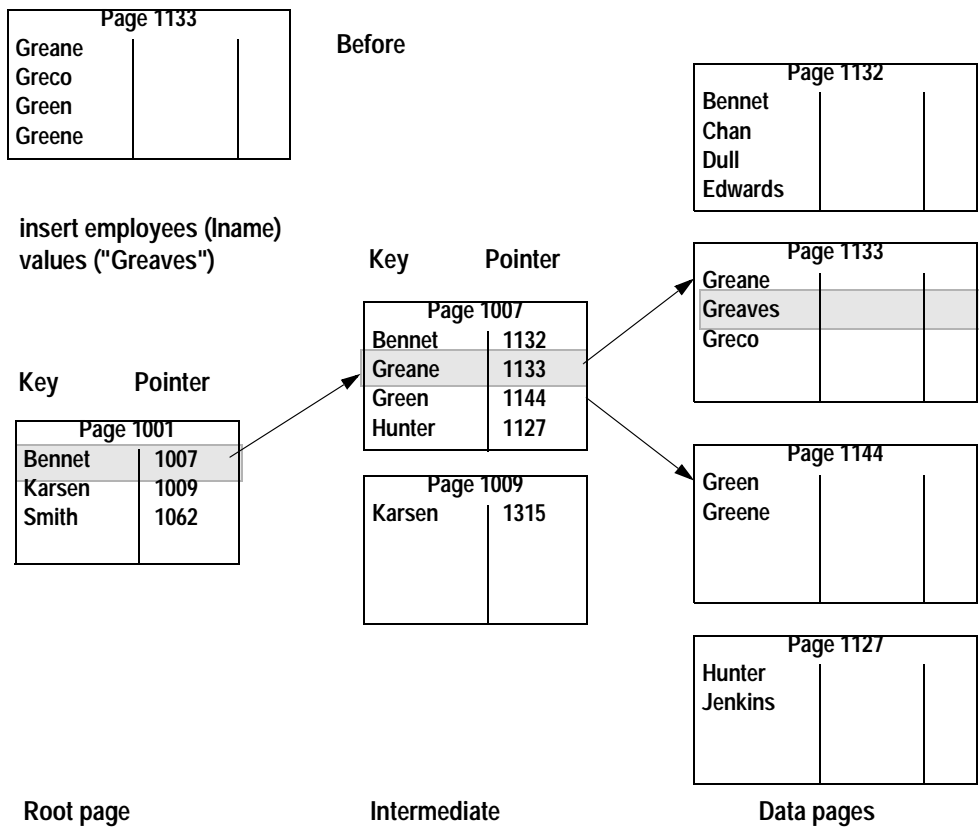 Page 1133
Greane
Greco
Green
Greene
Before
insert employees (lname)
values ("Greaves")
Key Pointer
Page 1001
Bennet 1007
Karsen 1009
Smith 1062
Root page
Key Pointer
Page 1007
Bennet 1132
Greane 1133
Green 1144
Hunter 1127
Page 1009
Karsen 1315
Intermediate
Page 1132
Bennet
Chan
Dull
Edwards
Page 1133
Greane
Greaves
Greco
Page 1144
Green
Greene
Page 1127
Hunter
Jenkins
Data pages